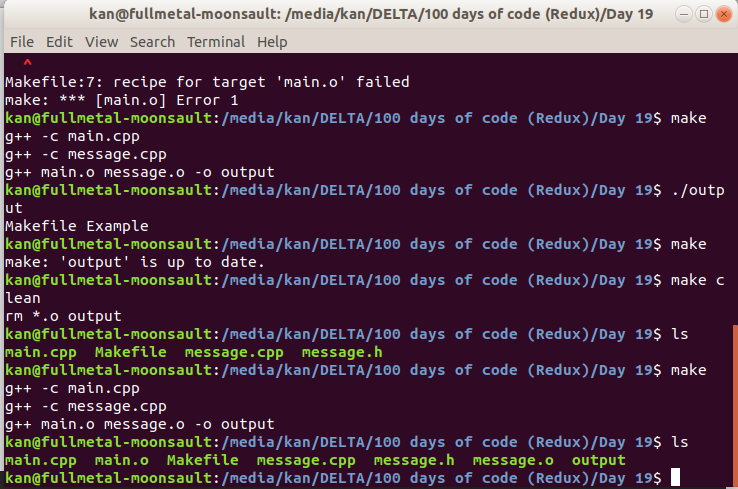 kan@fullmetal-moonsault: /media/kan/DELTA/100 days of code (Redux)/Day 19
File Edit View Search Terminal Help
^
Makefile:7: recipe for target 'main.o' failed
make: *** [main.o] Error 1
kan@fullmetal-moonsault:/media/kan/DELTA/100 days of code (Redux)/Day 19$ make
g++ -c main.cpp
g++ -c message.cpp
g++ main.o message.o -o output
kan@fullmetal-moonsault:/media/kan/DELTA/100 days of code (Redux)/Day 19$ ./outp
ut
Makefile Example
kan@fullmetal-moonsault:/media/kan/DELTA/100 days of code (Redux)/Day 19$ make
make: 'output' is up to date.
kan@fullmetal-moonsault:/media/kan/DELTA/100 days of code (Redux)/Day 19$ make c
lean
rm *.o output
kan@fullmetal-moonsault:/media/kan/DELTA/100 days of code (Redux)/Day 19$ ls
main.cpp  Makefile  message.cpp  message.h
kan@fullmetal-moonsault:/media/kan/DELTA/100 days of code (Redux)/Day 19$ make
g++ -c main.cpp
g++ -c message.cpp
g++ main.o message.o -o output
kan@fullmetal-moonsault:/media/kan/DELTA/100 days of code (Redux)/Day 19$ ls
main.cpp  main.o  Makefile  message.cpp  message.h  message.o  output
kan@fullmetal-moonsault:/media/kan/DELTA/100 days of code (Redux)/Day 19$